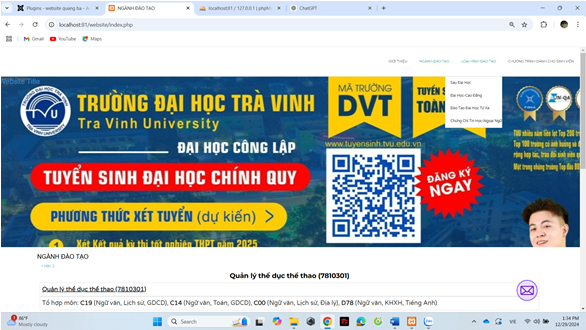 Plugins - website quang ba - A
NGÀNH ĐÀO TẠO
localhost:81 / 127.0.0.1 | phpM
ChatGPT
localhost:81/website/index.php
Gmail
YouTube
Maps
GIỚI THIỆU
NGÀNH ĐÀO TẠO
LOẠI HÌNH ĐÀO TẠO
CHƯƠNG TRÌNH DÀNH CHO SINH VIÊN
Sau Đại Học
Đại Học-Cao Đẳng
Đào Tạo Đại Học Từ Xa
Chứng Chỉ Tin Học Ngoại Ngữ
Website Title
TRƯỜNG ĐẠI HỌC TRÀ VINH
Tra Vinh University
TVU
ĐẠI HỌC CÔNG LẬP
TUYỂN SINH ĐẠI HỌC CHÍNH QUY
PHƯƠNG THỨC XÉT TUYỂN (dự kiến)
Xét Kết quả kỳ thi tốt nghiệp THPT năm 2025
MÃ TRƯỜNG
DVT
TUYỂN S
TOÀN
www.tuyensinh.tvu.edu.vn
ĐĂNG KÝ
NGAY
NGÀNH ĐÀO TẠO
Quản lý thể dục thể thao (7810301)
Quản lý thể dục thể thao (7810301)
Tổ hợp môn: C19 (Ngữ văn, Lịch sử, GDCD), C14 (Ngữ văn, Toán, GDCD), C00 (Ngữ văn, Lịch sử, Địa lý), D78 (Ngữ văn, KHXH, Tiếng Anh)
86°F
Mostly cloudy
Search
VIE
1:34 PM
12/29/2024